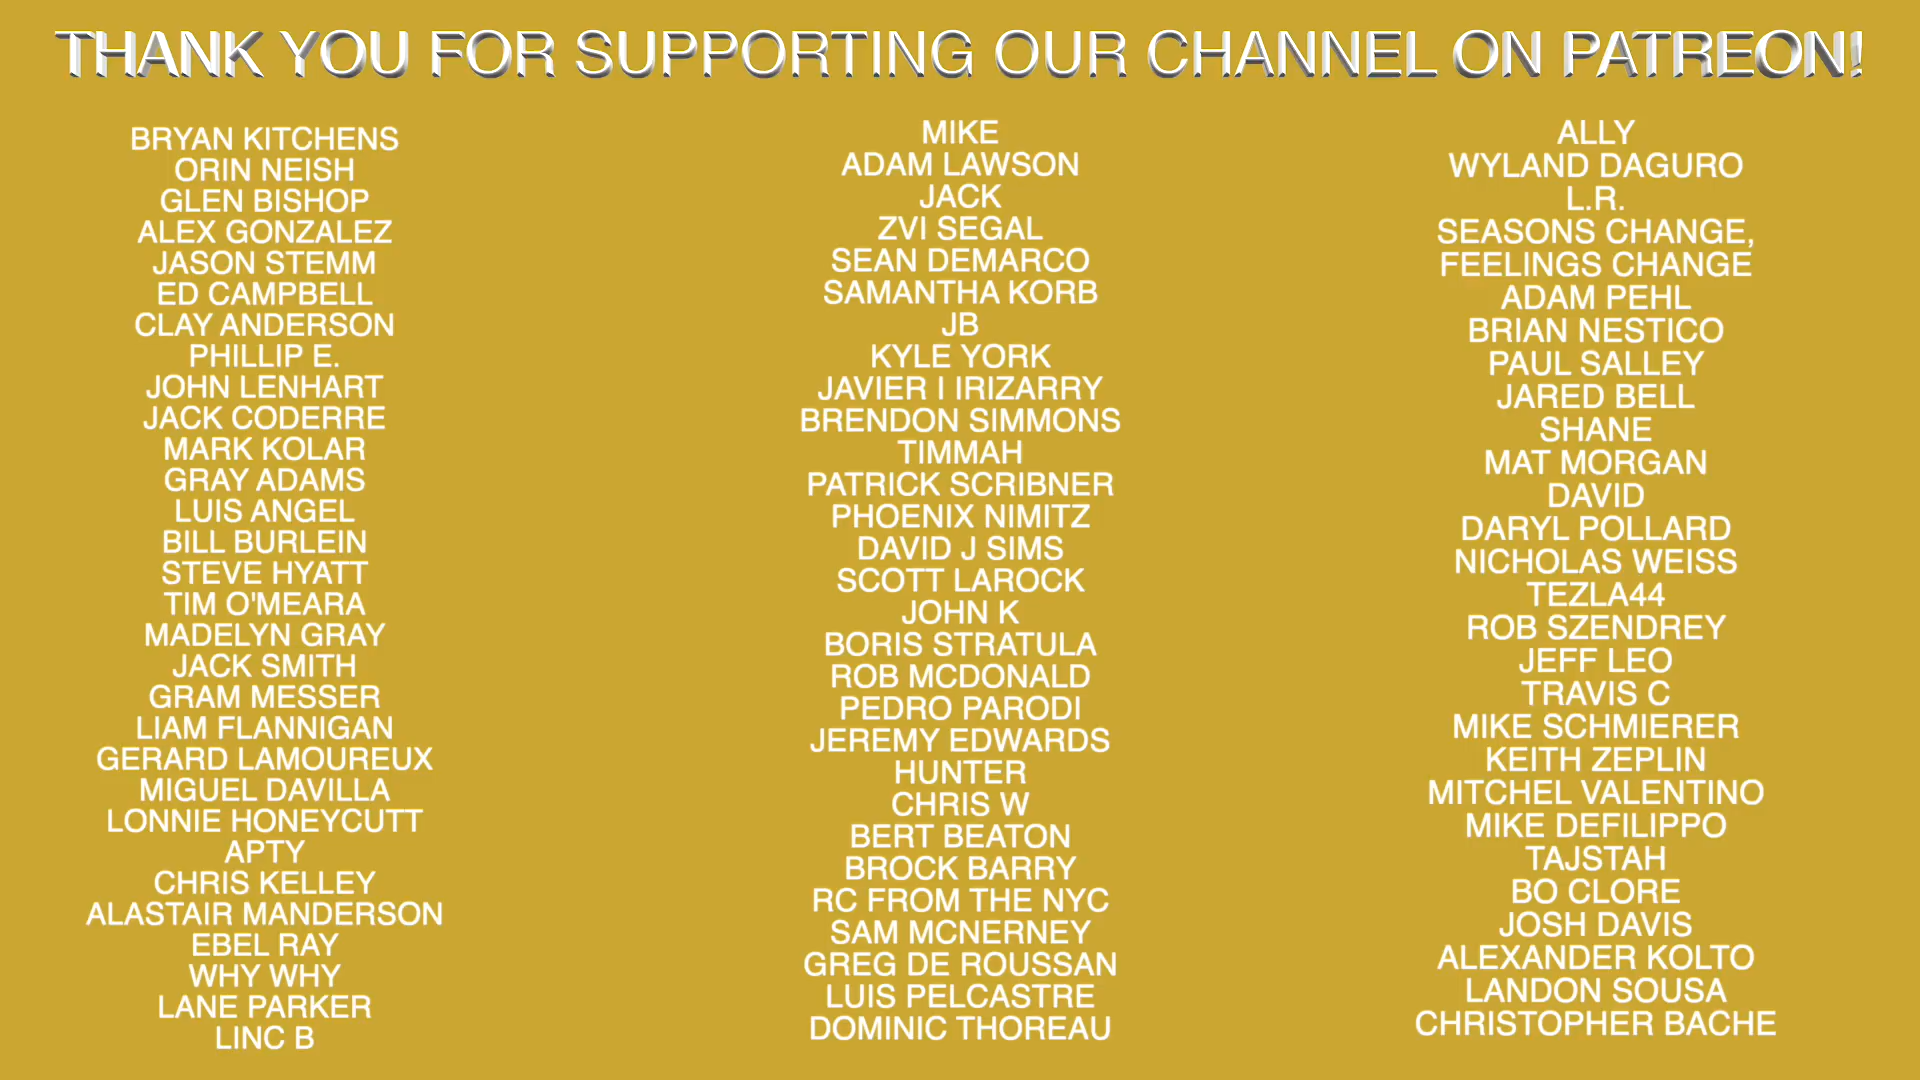 THANK YOU FOR SUPPORTING OUR CHANNEL ON PATREON!
BRYAN KITCHENS
ORIN NEISH
GLEN BISHOP
ALEX GONZALEZ
JASON STEMM
ED CAMPBELL
CLAY ANDERSON
PHILLIP E.
JOHN LENHART
JACK CODERRE
MARK KOLAR
GRAY ADAMS
LUIS ANGEL
BILL BURLEIN
STEVE HYATT
TIM O'MEARA
MADELYN GRAY
JACK SMITH
GRAM MESSER
LIAM FLANNIGAN
GERARD LAMOUREUX
MIGUEL DAVILLA
LONNIE HONEYCUTT
APTY
CHRIS KELLEY
ALASTAIR MANDERSON
EBEL RAY
WHY WHY
LANE PARKER
LINC B
MIKE
ADAM LAWSON
JACK
ZVI SEGAL
SEAN DEMARCO
SAMANTHA KORB
JB
KYLE YORK
JAVIER I IRIZARRY
BRENDON SIMMONS
TIMMAH
PATRICK SCRIBNER
PHOENIX NIMITZ
DAVID J SIMS
SCOTT LAROCK
JOHN K
BORIS STRATULA
ROB MCDONALD
PEDRO PARODI
JEREMY EDWARDS
HUNTER
CHRIS W
BERT BEATON
BROCK BARRY
RC FROM THE NYC
SAM MCNERNEY
GREG DE ROUSSAN
LUIS PELCASTRE
DOMINIC THOREAU
ALLY
WYLAND DAGURO
L.R.
SEASONS CHANGE,
FEELINGS CHANGE
ADAM PEHL
BRIAN NESTICO
PAUL SALLEY
JARED BELL
SHANE
MAT MORGAN
DAVID
DARYL POLLARD
NICHOLAS WEISS
TEZLA44
ROB SZENDREY
JEFF LEO
TRAVIS C
MIKE SCHMIERER
KEITH ZEPLIN
MITCHEL VALENTINO
MIKE DEFILIPPO
TAJSTAH
BO CLORE
JOSH DAVIS
ALEXANDER KOLTO
LANDON SOUSA
CHRISTOPHER BACHE